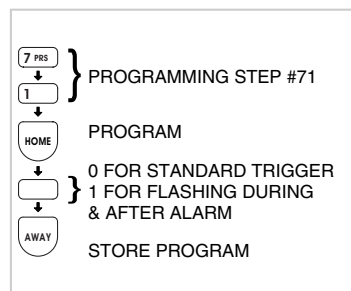 7 PRS
1
PROGRAMMING STEP #71
HOME
PROGRAM
0 FOR STANDARD TRIGGER
1 FOR FLASHING DURING
& AFTER ALARM
AWAY
STORE PROGRAM